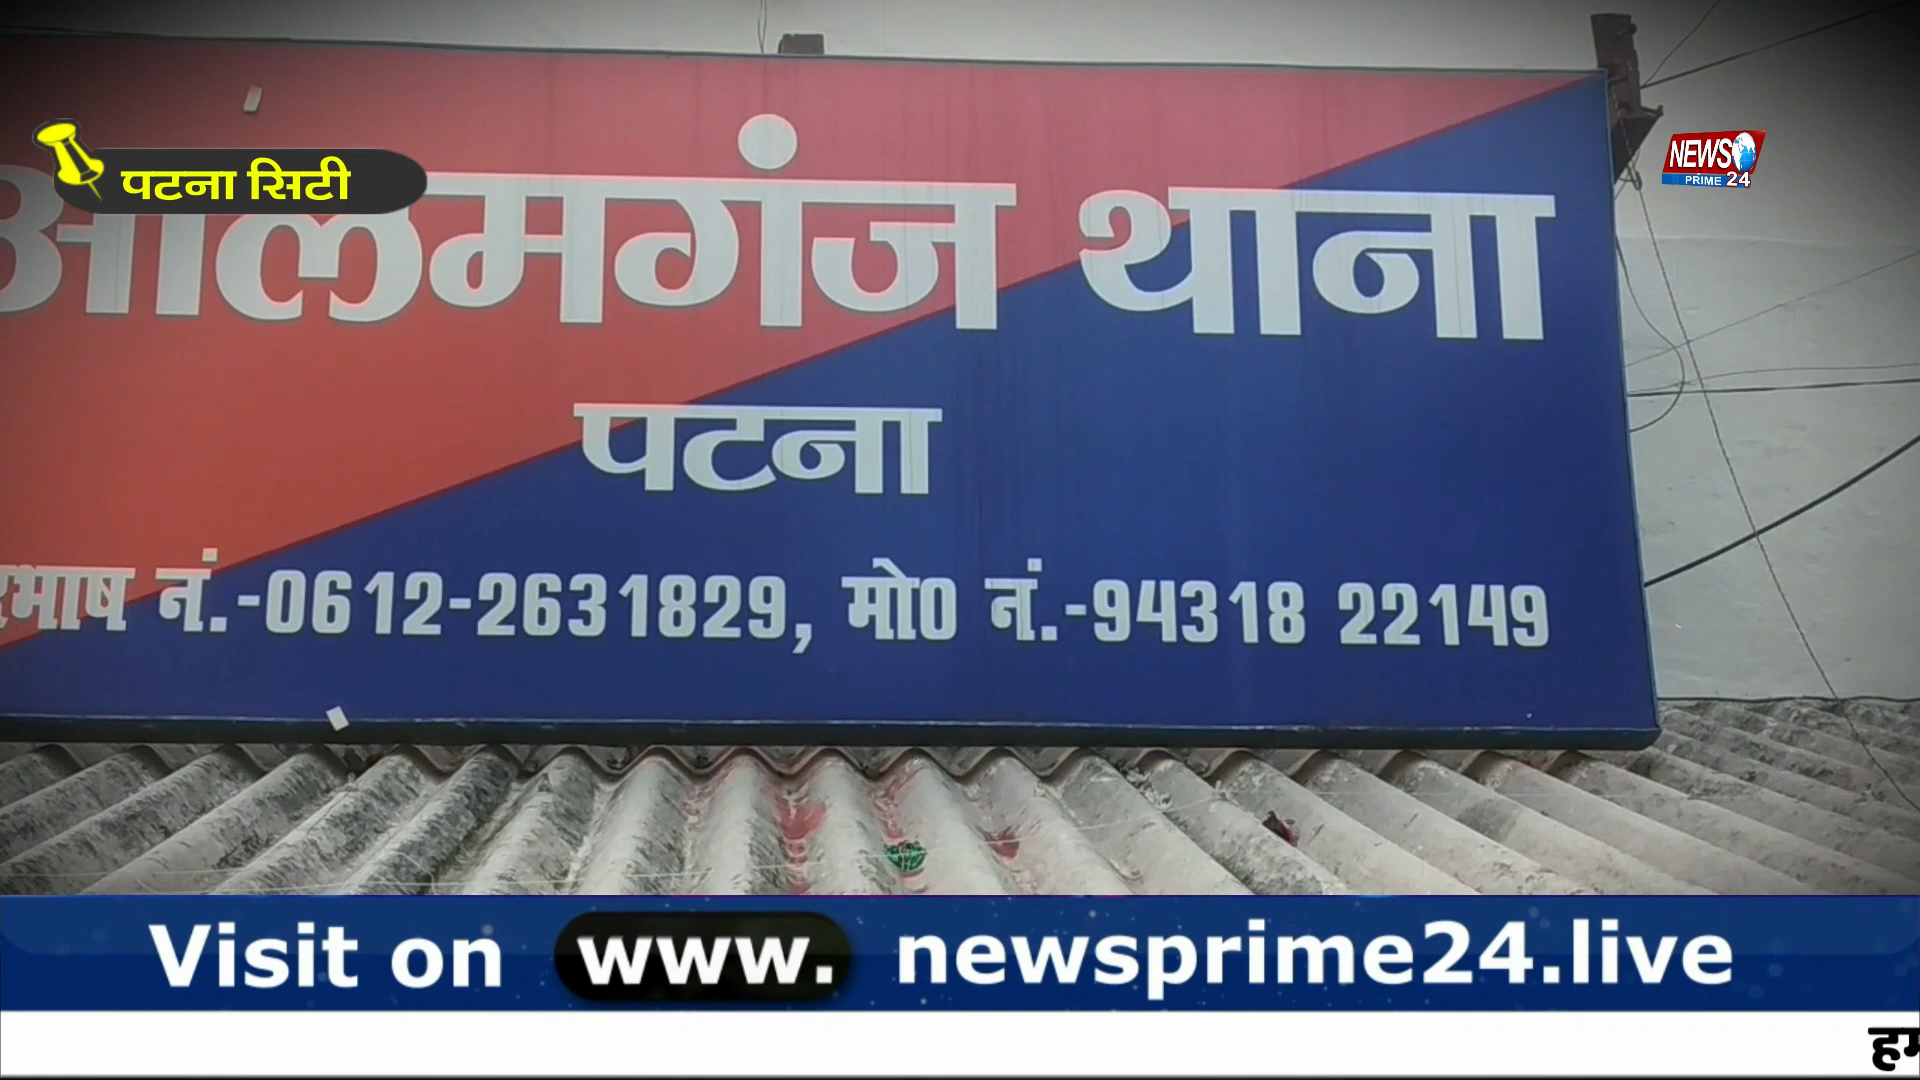 पटना सिटी
NEWS
PRIME 24
आलमगंज थाना
पटना
नं.-0612-2631829, मो0 नं.-94318 22149
Visit on www. newsprime24.live